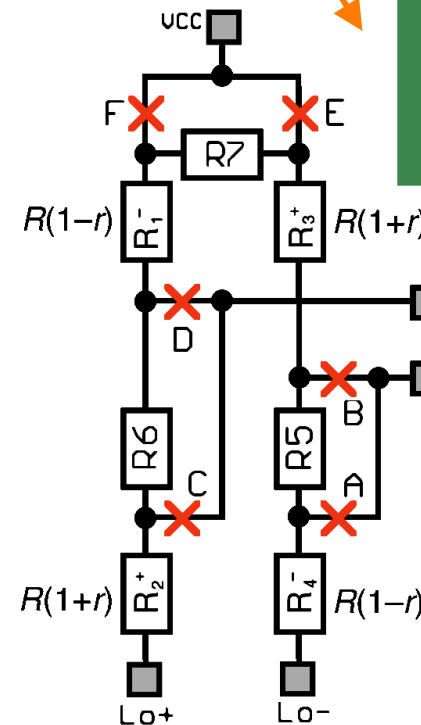 VCC
F
E
R7
R(1−r)
R₁⁻
R₃⁺
R(1+r)
D
B
R6
R5
C
A
R(1+r)
R₂⁺
R₄⁻
R(1−r)
Lo+
Lo-